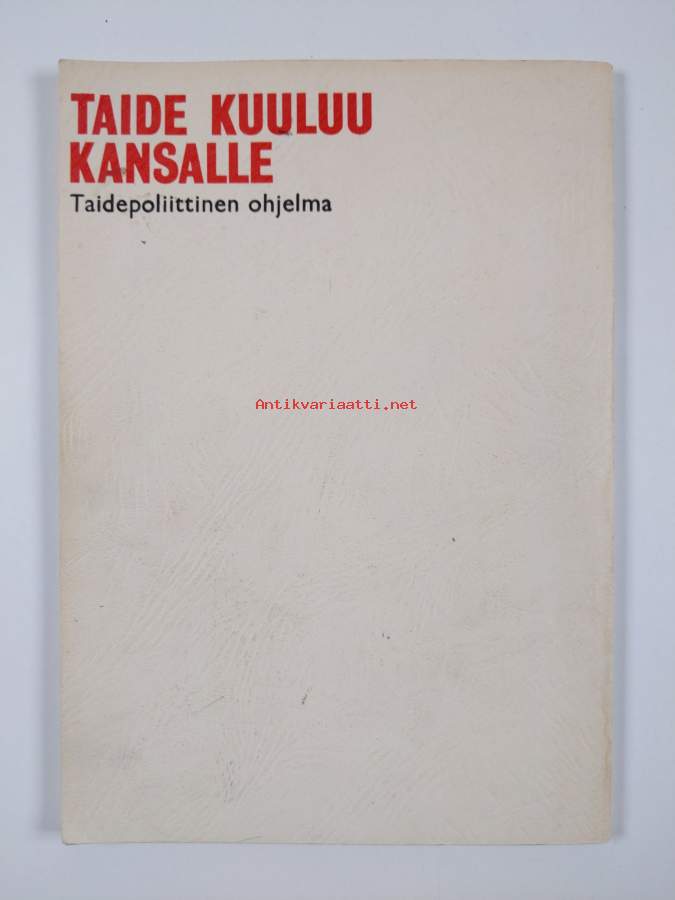 TAIDE KUULUU
KANSALLE
Taidepoliittinen ohjelma
Antikvariaatti.net